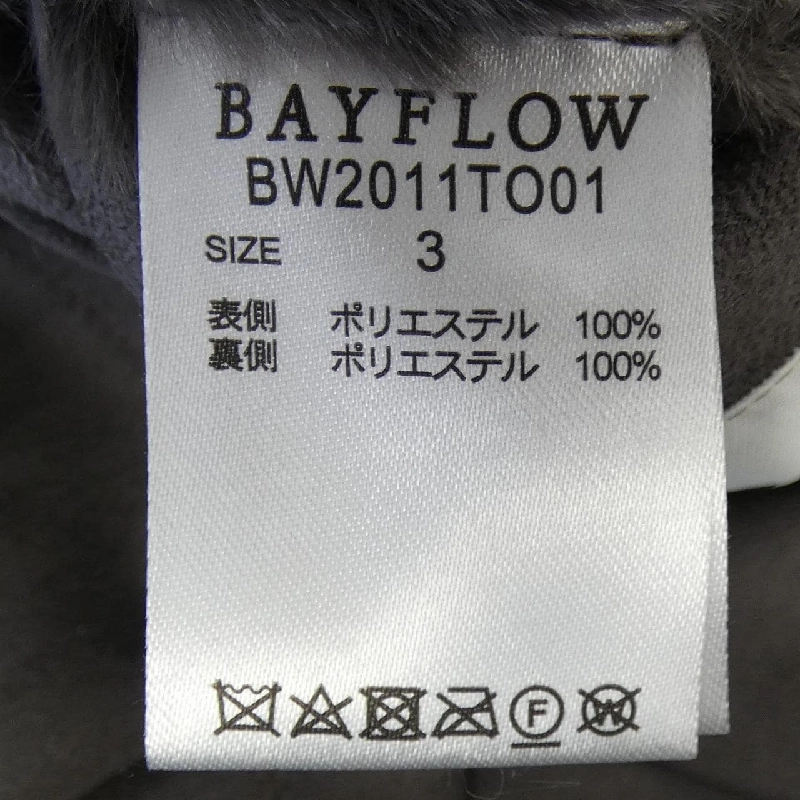 BAYFLOW
BW2011TO01
SIZE 3
表側 ポリエステル 100%
裏側 ポリエステル 100%
F W